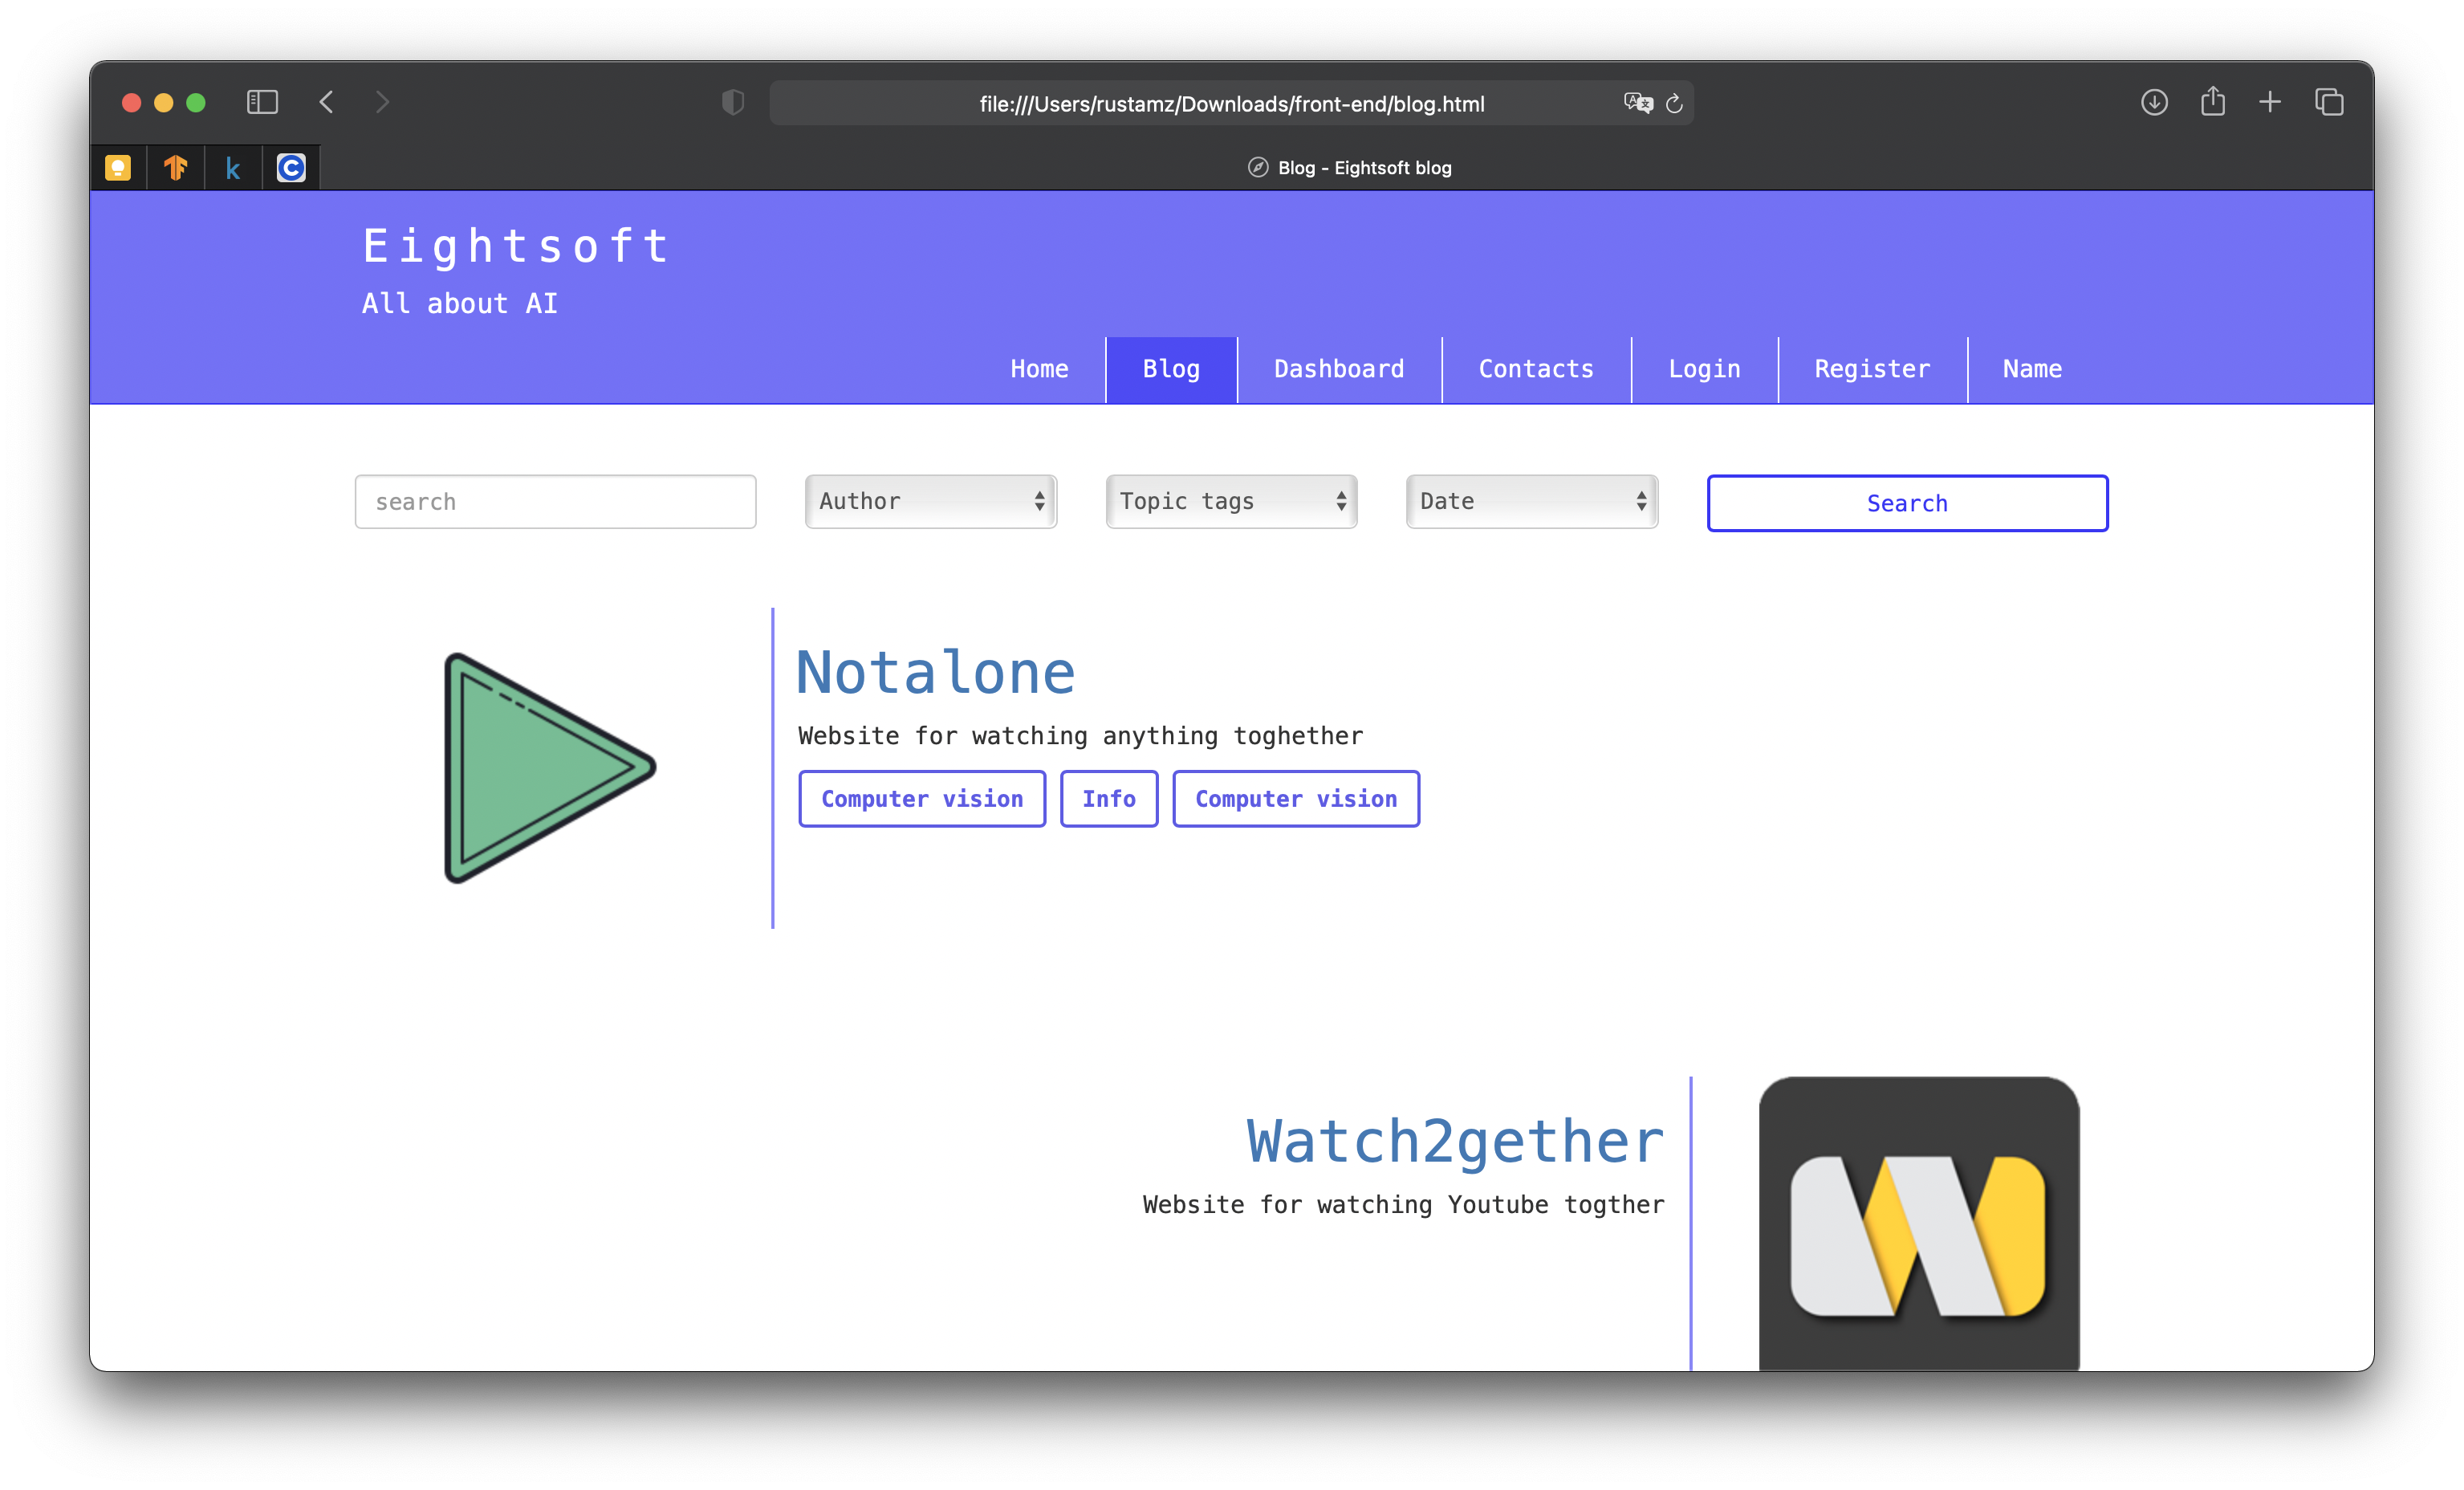 file:///Users/rustamz/Downloads/front-end/blog.html
Blog - Eightsoft blog
Eightsoft
All about AI
Home Blog Dashboard Contacts Login Register Name
search Author Topic tags Date Search
Notalone
Website for watching anything toghether
Computer vision Info Computer vision
Watch2gether
Website for watching Youtube togther